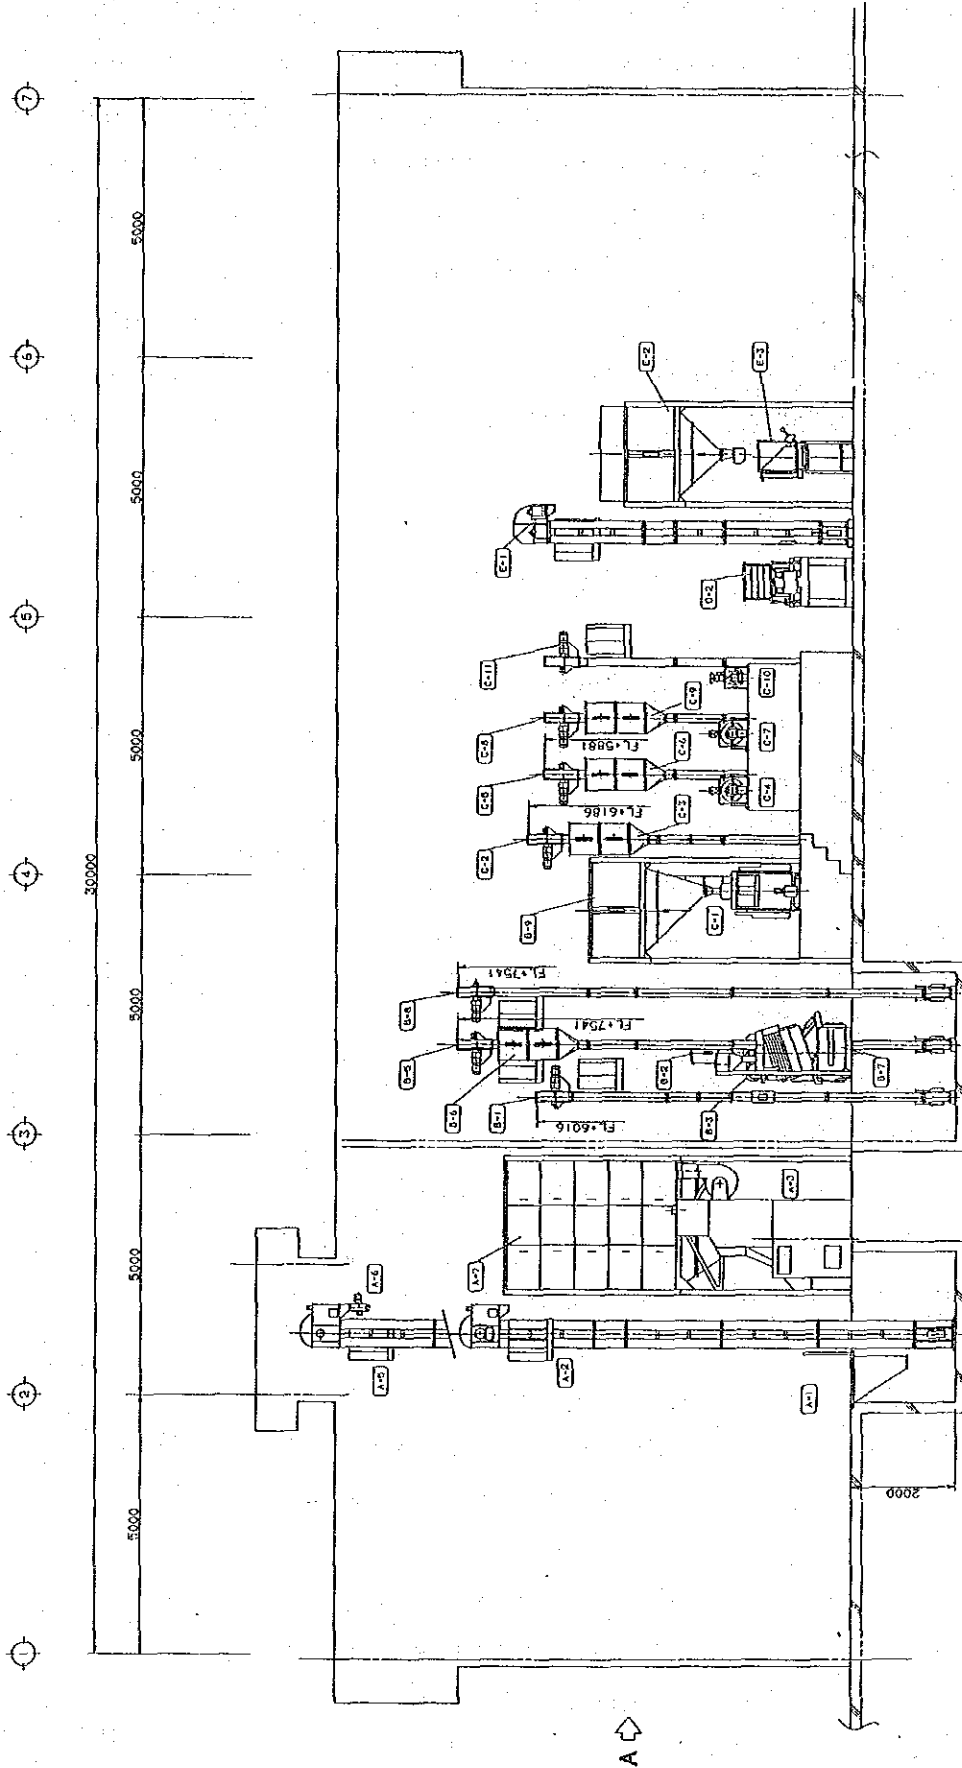 1
2
3
4
5
6
7
30000
5000
5000
5000
5000
5000
5000
A-5
A-6
A-2
A-1
A-7
A-3
FL+6016
B-1
B-6
B-5
B-8
FL+7541
FL+7541
B-2
B-3
B-7
B-9
C-1
C-2
FL+6186
C-3
C-5
FL+5881
C-6
C-4
C-8
C-9
C-7
C-11
C-10
D-2
E-1
E-2
E-3
2000
A